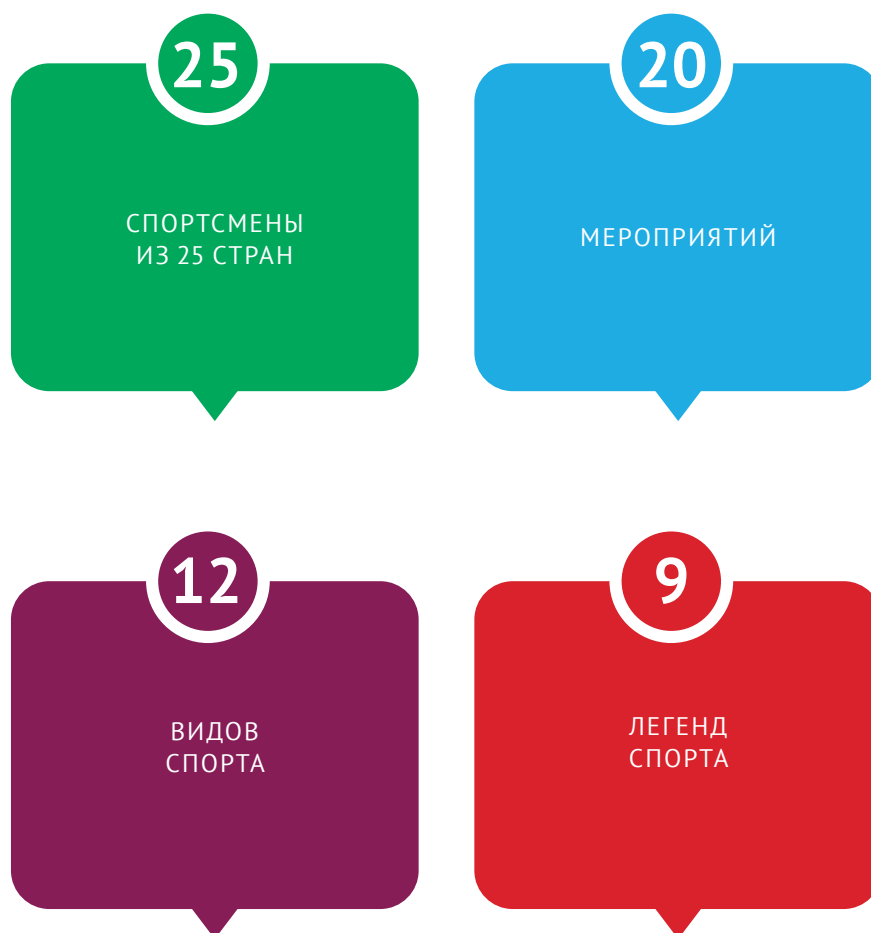 25
СПОРТСМЕНЫ
ИЗ 25 СТРАН
20
МЕРОПРИЯТИЙ
12
ВИДОВ
СПОРТА
9
ЛЕГЕНД
СПОРТА